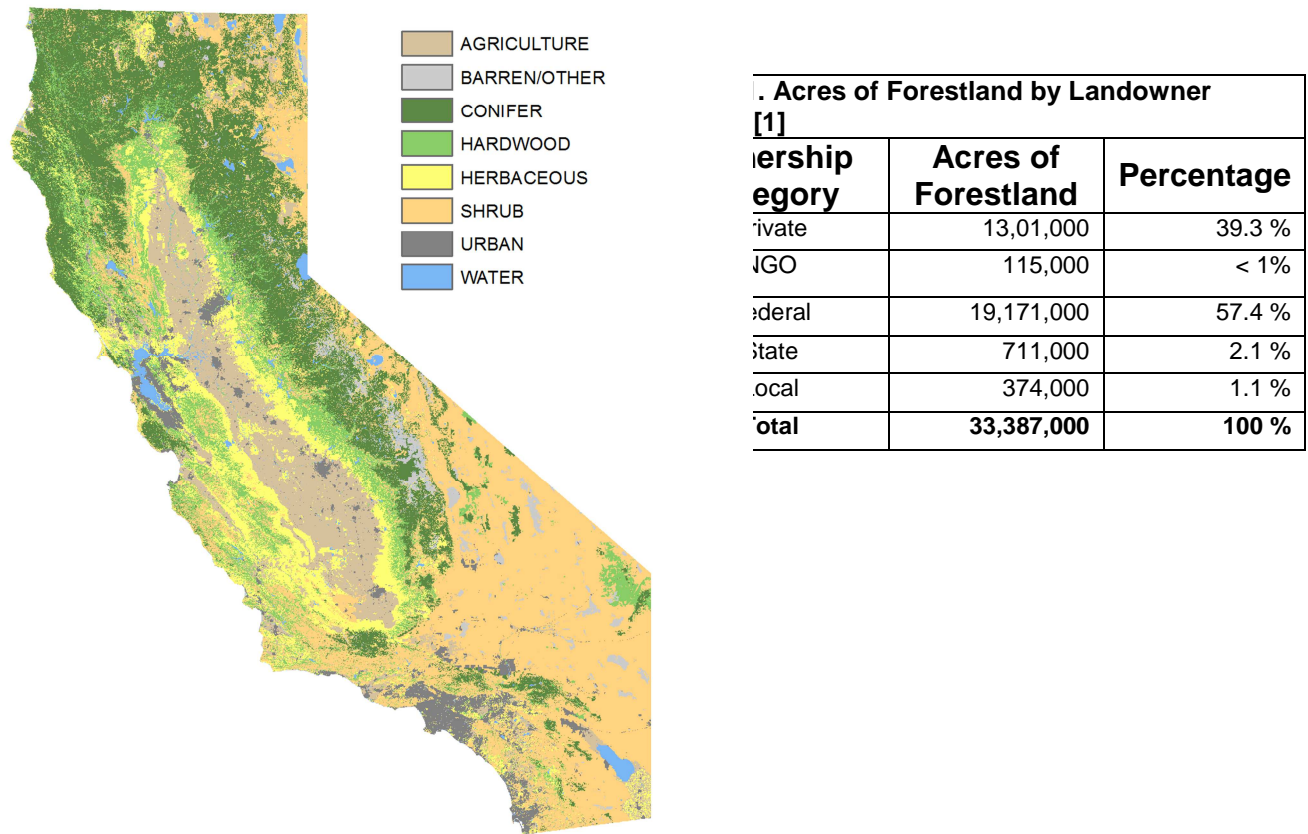 AGRICULTURE
BARREN/OTHER
CONIFER
HARDWOOD
HERBACEOUS
SHRUB
URBAN
WATER
. Acres of Forestland by Landowner
[1]
nership Acres of Percentage
egory Forestland
rivate 13,01,000 39.3 %
NGO 115,000 < 1%
ederal 19,171,000 57.4 %
State 711,000 2.1 %
ocal 374,000 1.1 %
otal 33,387,000 100 %